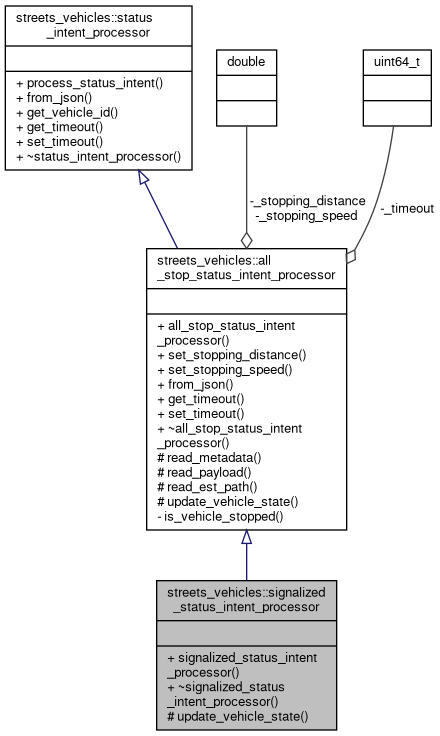 streets_vehicles::status
_intent_processor
+ process_status_intent()
+ from_json()
+ get_vehicle_id()
+ get_timeout()
+ set_timeout()
+ ~status_intent_processor()
double
uint64_t
-_stopping_distance
-_stopping_speed
-_timeout
streets_vehicles::all
_stop_status_intent_processor
+ all_stop_status_intent
_processor()
+ set_stopping_distance()
+ set_stopping_speed()
+ from_json()
+ get_timeout()
+ set_timeout()
+ ~all_stop_status_intent
_processor()
# read_metadata()
# read_payload()
# read_est_path()
# update_vehicle_state()
- is_vehicle_stopped()
streets_vehicles::signalized
_status_intent_processor
+ signalized_status_intent
_processor()
+ ~signalized_status
_intent_processor()
# update_vehicle_state()